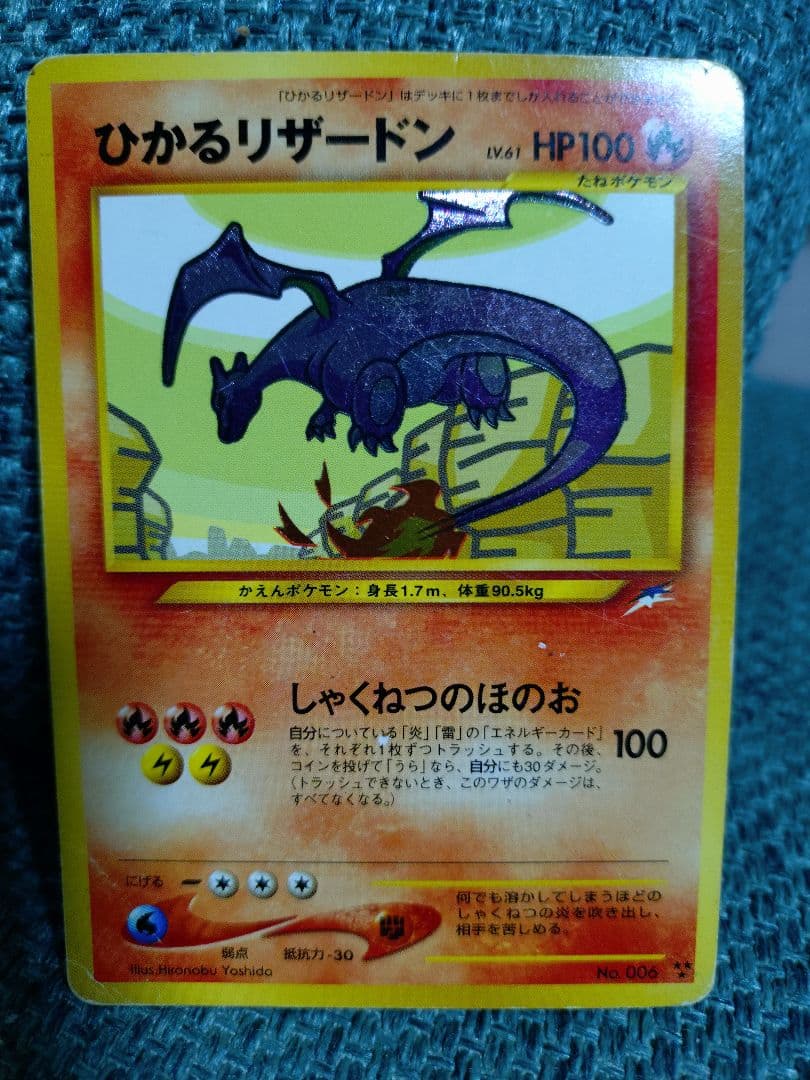 「ひかるリザードン」はデッキに1枚までしか入れることができ
ひかるリザードン LV.61 HP100
たねポケモン
かえんポケモン：身長1.7m、体重90.5kg
しゃくねつのほのお
自分についている「炎」「雷」の「エネルギーカード」
を、それぞれ1枚ずつトラッシュする。その後、
コインを投げて「うら」なら、自分にも30ダメージ。
（トラッシュできないとき、このワザのダメージは、
すべてなくなる。）
100
にげる
何でも溶かしてしまうほどの
しゃくねつの炎を吹き出し、
相手を苦しめる。
弱点 抵抗力-30
Illus.Hironobu Yoshida
No. 006